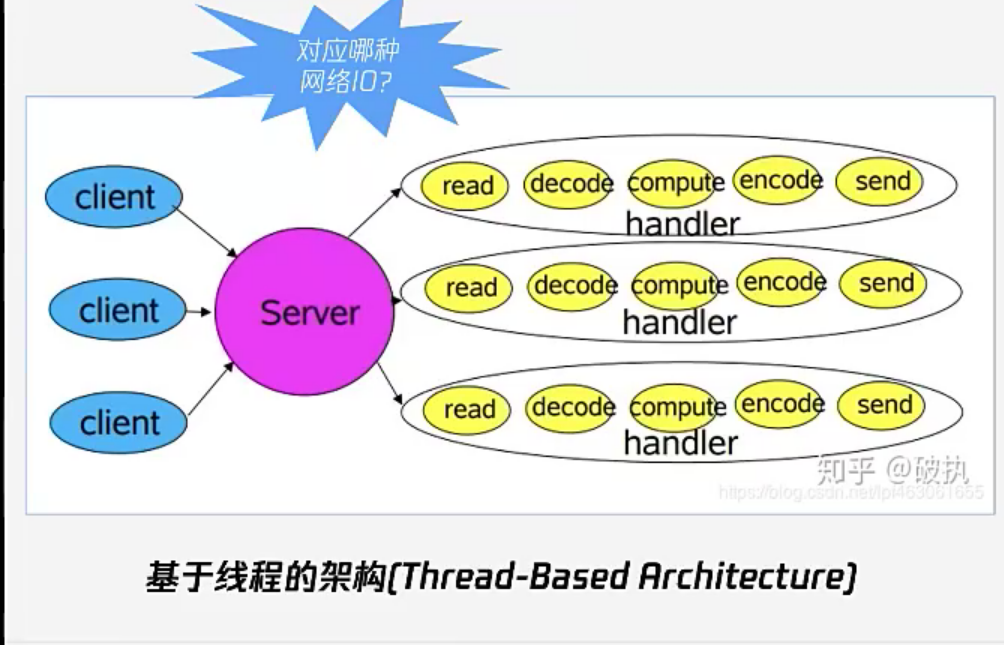 对应哪种
网络IO?
client
read decode compute encode send
handler
client
Server
read decode compute encode send
handler
client
read decode compute encode send
handler
知乎 @破执
https://blog.csdn.net/lpl463061655
基于线程的架构(Thread-Based Architecture)